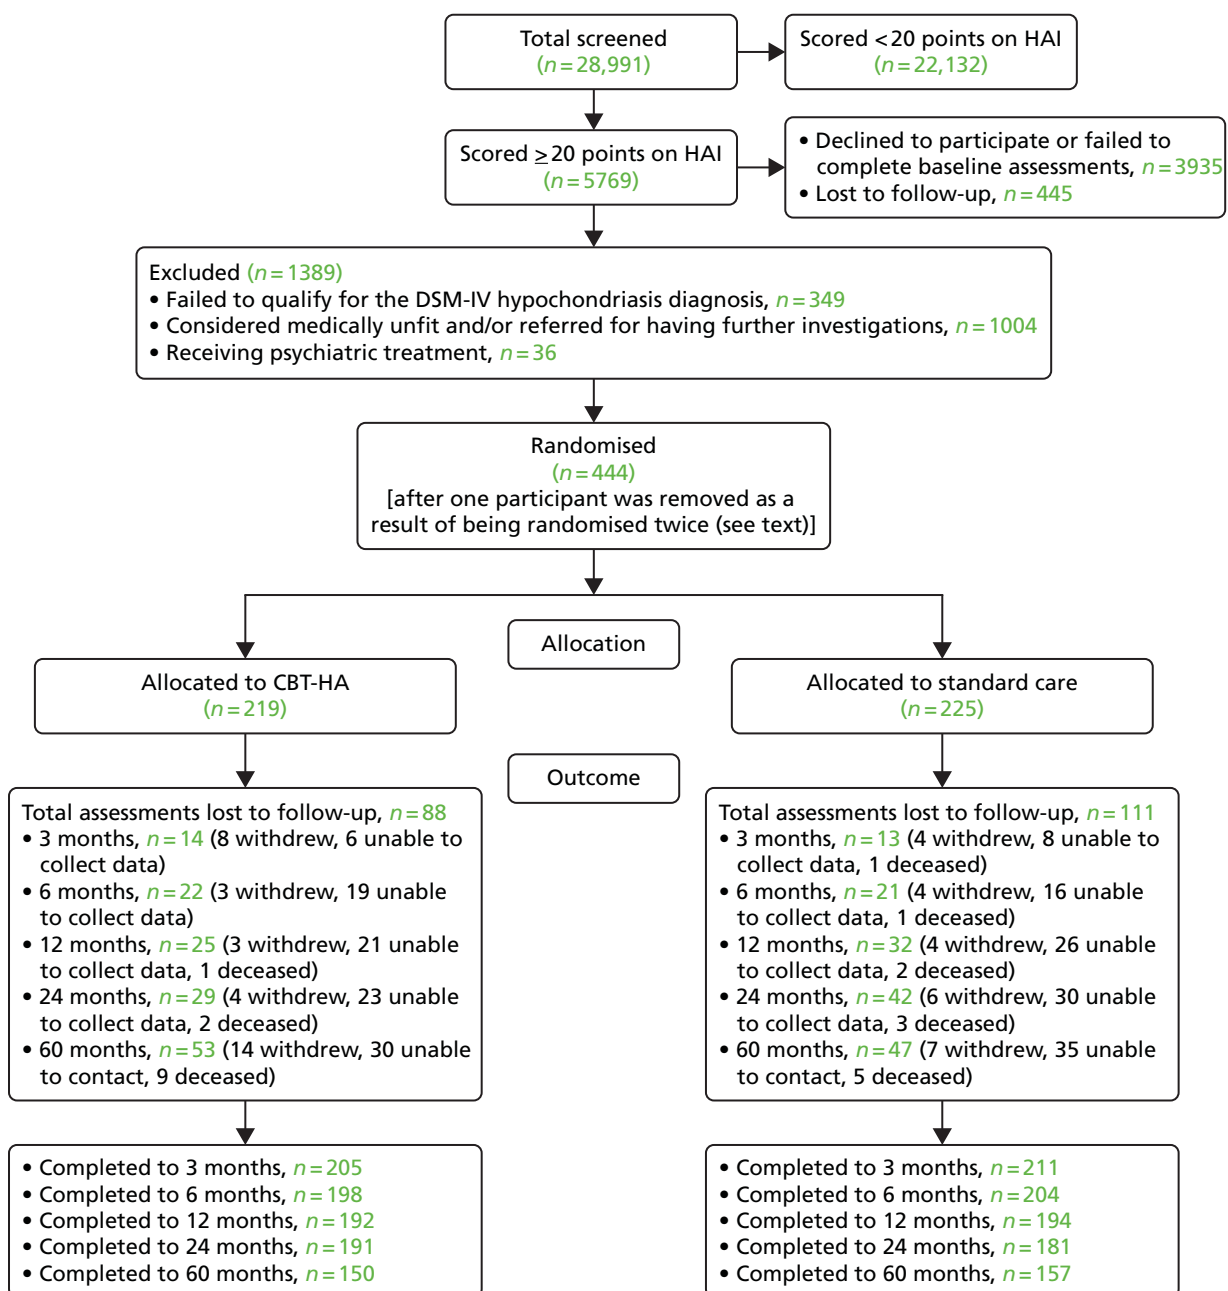 Total screened
(n=28,991)
Scored <20 points on HAI
(n=22,132)
Scored ≥20 points on HAI
(n=5769)
• Declined to participate or failed to
complete baseline assessments, n=3935
• Lost to follow-up, n=445
Excluded (n=1389)
• Failed to qualify for the DSM-IV hypochondriasis diagnosis, n=349
• Considered medically unfit and/or referred for having further investigations, n=1004
• Receiving psychiatric treatment, n=36
Randomised
(n=444)
[after one participant was removed as a
result of being randomised twice (see text)]
Allocation
Allocated to CBT-HA
(n=219)
Allocated to standard care
(n=225)
Outcome
Total assessments lost to follow-up, n=88
• 3 months, n=14 (8 withdrew, 6 unable to
collect data)
• 6 months, n=22 (3 withdrew, 19 unable
to collect data)
• 12 months, n=25 (3 withdrew, 21 unable
to collect data, 1 deceased)
• 24 months, n=29 (4 withdrew, 23 unable
to collect data, 2 deceased)
• 60 months, n=53 (14 withdrew, 30 unable
to contact, 9 deceased)
Total assessments lost to follow-up, n=111
• 3 months, n=13 (4 withdrew, 8 unable to
collect data, 1 deceased)
• 6 months, n=21 (4 withdrew, 16 unable
to collect data, 1 deceased)
• 12 months, n=32 (4 withdrew, 26 unable
to collect data, 2 deceased)
• 24 months, n=42 (6 withdrew, 30 unable
to collect data, 3 deceased)
• 60 months, n=47 (7 withdrew, 35 unable
to contact, 5 deceased)
• Completed to 3 months, n=205
• Completed to 6 months, n=198
• Completed to 12 months, n=192
• Completed to 24 months, n=191
• Completed to 60 months, n=150
• Completed to 3 months, n=211
• Completed to 6 months, n=204
• Completed to 12 months, n=194
• Completed to 24 months, n=181
• Completed to 60 months, n=157